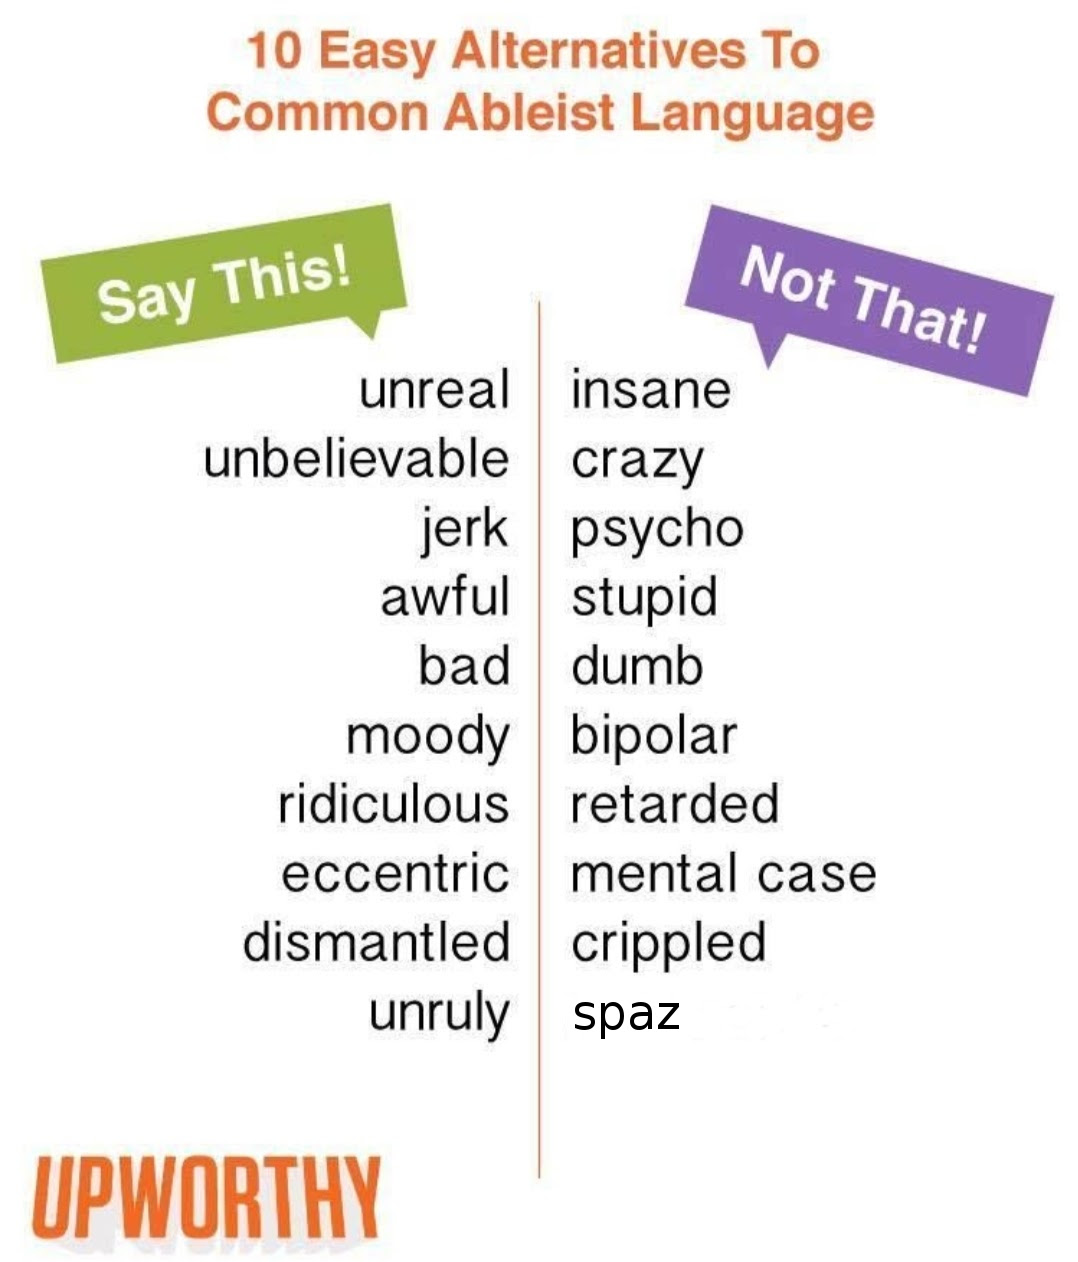 10 Easy Alternatives To
Common Ableist Language
Say This!
Not That!
unreal insane
unbelievable crazy
jerk psycho
awful stupid
bad dumb
moody bipolar
ridiculous retarded
eccentric mental case
dismantled crippled
unruly spaz
UPWORTHY